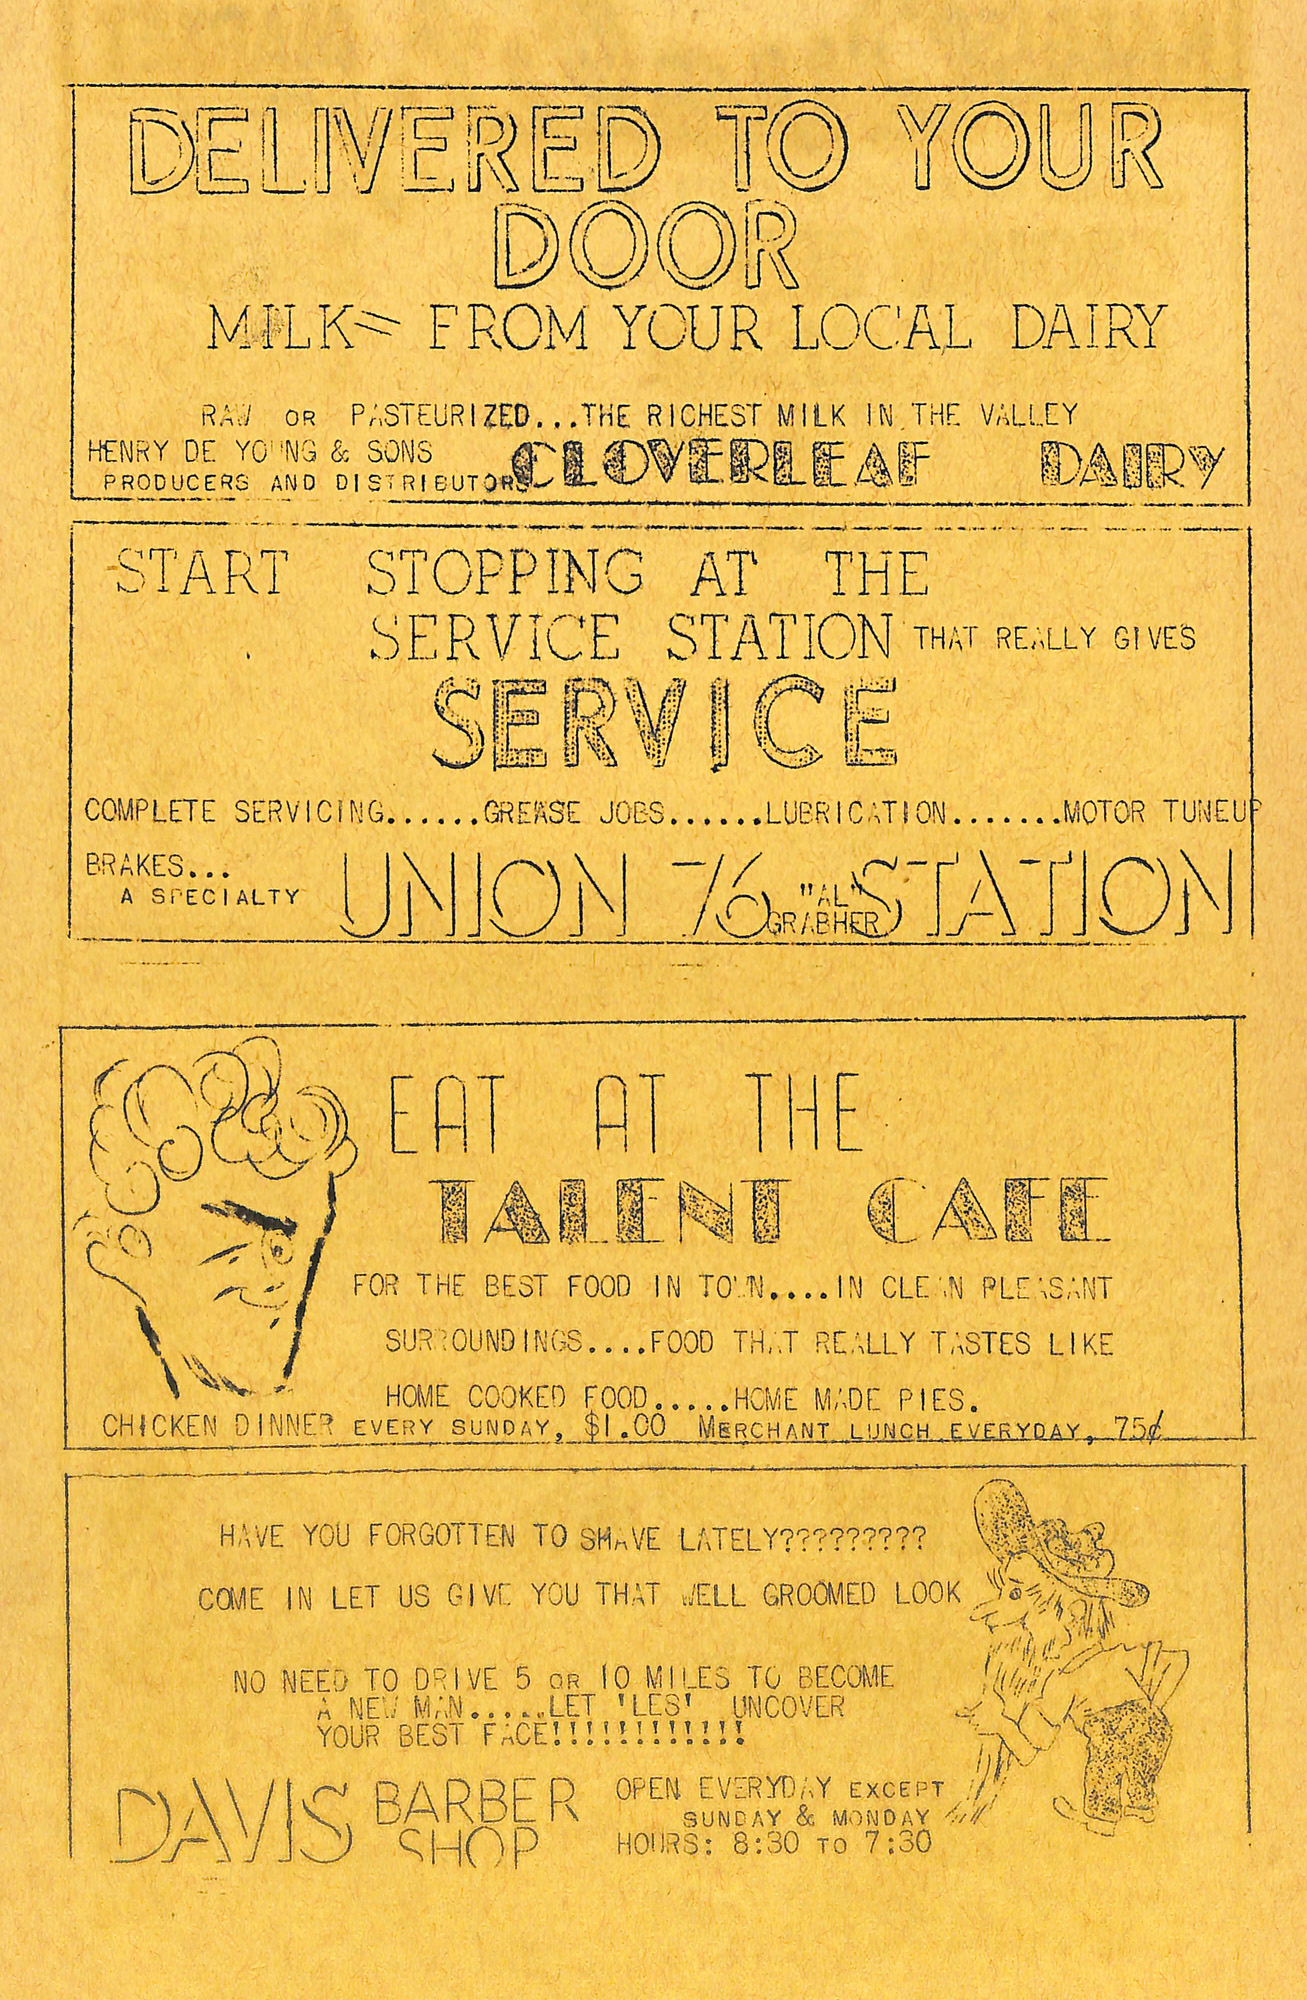 DELIVERED TO YOUR
DOOR
MILK= FROM YOUR LOCAL DAIRY
RAW OR PASTEURIZED...THE RICHEST MILK IN THE VALLEY
HENRY DE YOUNG & SONS
PRODUCERS AND DISTRIBUTORS CLOVERLEAF DAIRY
START STOPPING AT THE
SERVICE STATION THAT REALLY GIVES
SERVICE
COMPLETE SERVICING......GREASE JOBS......LUBRICATION.......MOTOR TUNEUP
BRAKES...
A SPECIALTY
UNION 76 "AL" GRABHER STATION
EAT AT THE
TALENT CAFE
FOR THE BEST FOOD IN TOWN....IN CLEAN PLEASANT
SURROUNDINGS....FOOD THAT REALLY TASTES LIKE
HOME COOKED FOOD.....HOME MADE PIES.
CHICKEN DINNER EVERY SUNDAY, $1.00 MERCHANT LUNCH EVERYDAY, 75¢
HAVE YOU FORGOTTEN TO SHAVE LATELY?????????
COME IN LET US GIVE YOU THAT WELL GROOMED LOOK
NO NEED TO DRIVE 5 OR 10 MILES TO BECOME
A NEW MAN.....LET 'LES' UNCOVER
YOUR BEST FACE!!!!!!!!!!!!
DAVIS BARBER SHOP
OPEN EVERYDAY EXCEPT
SUNDAY & MONDAY
HOURS: 8:30 TO 7:30